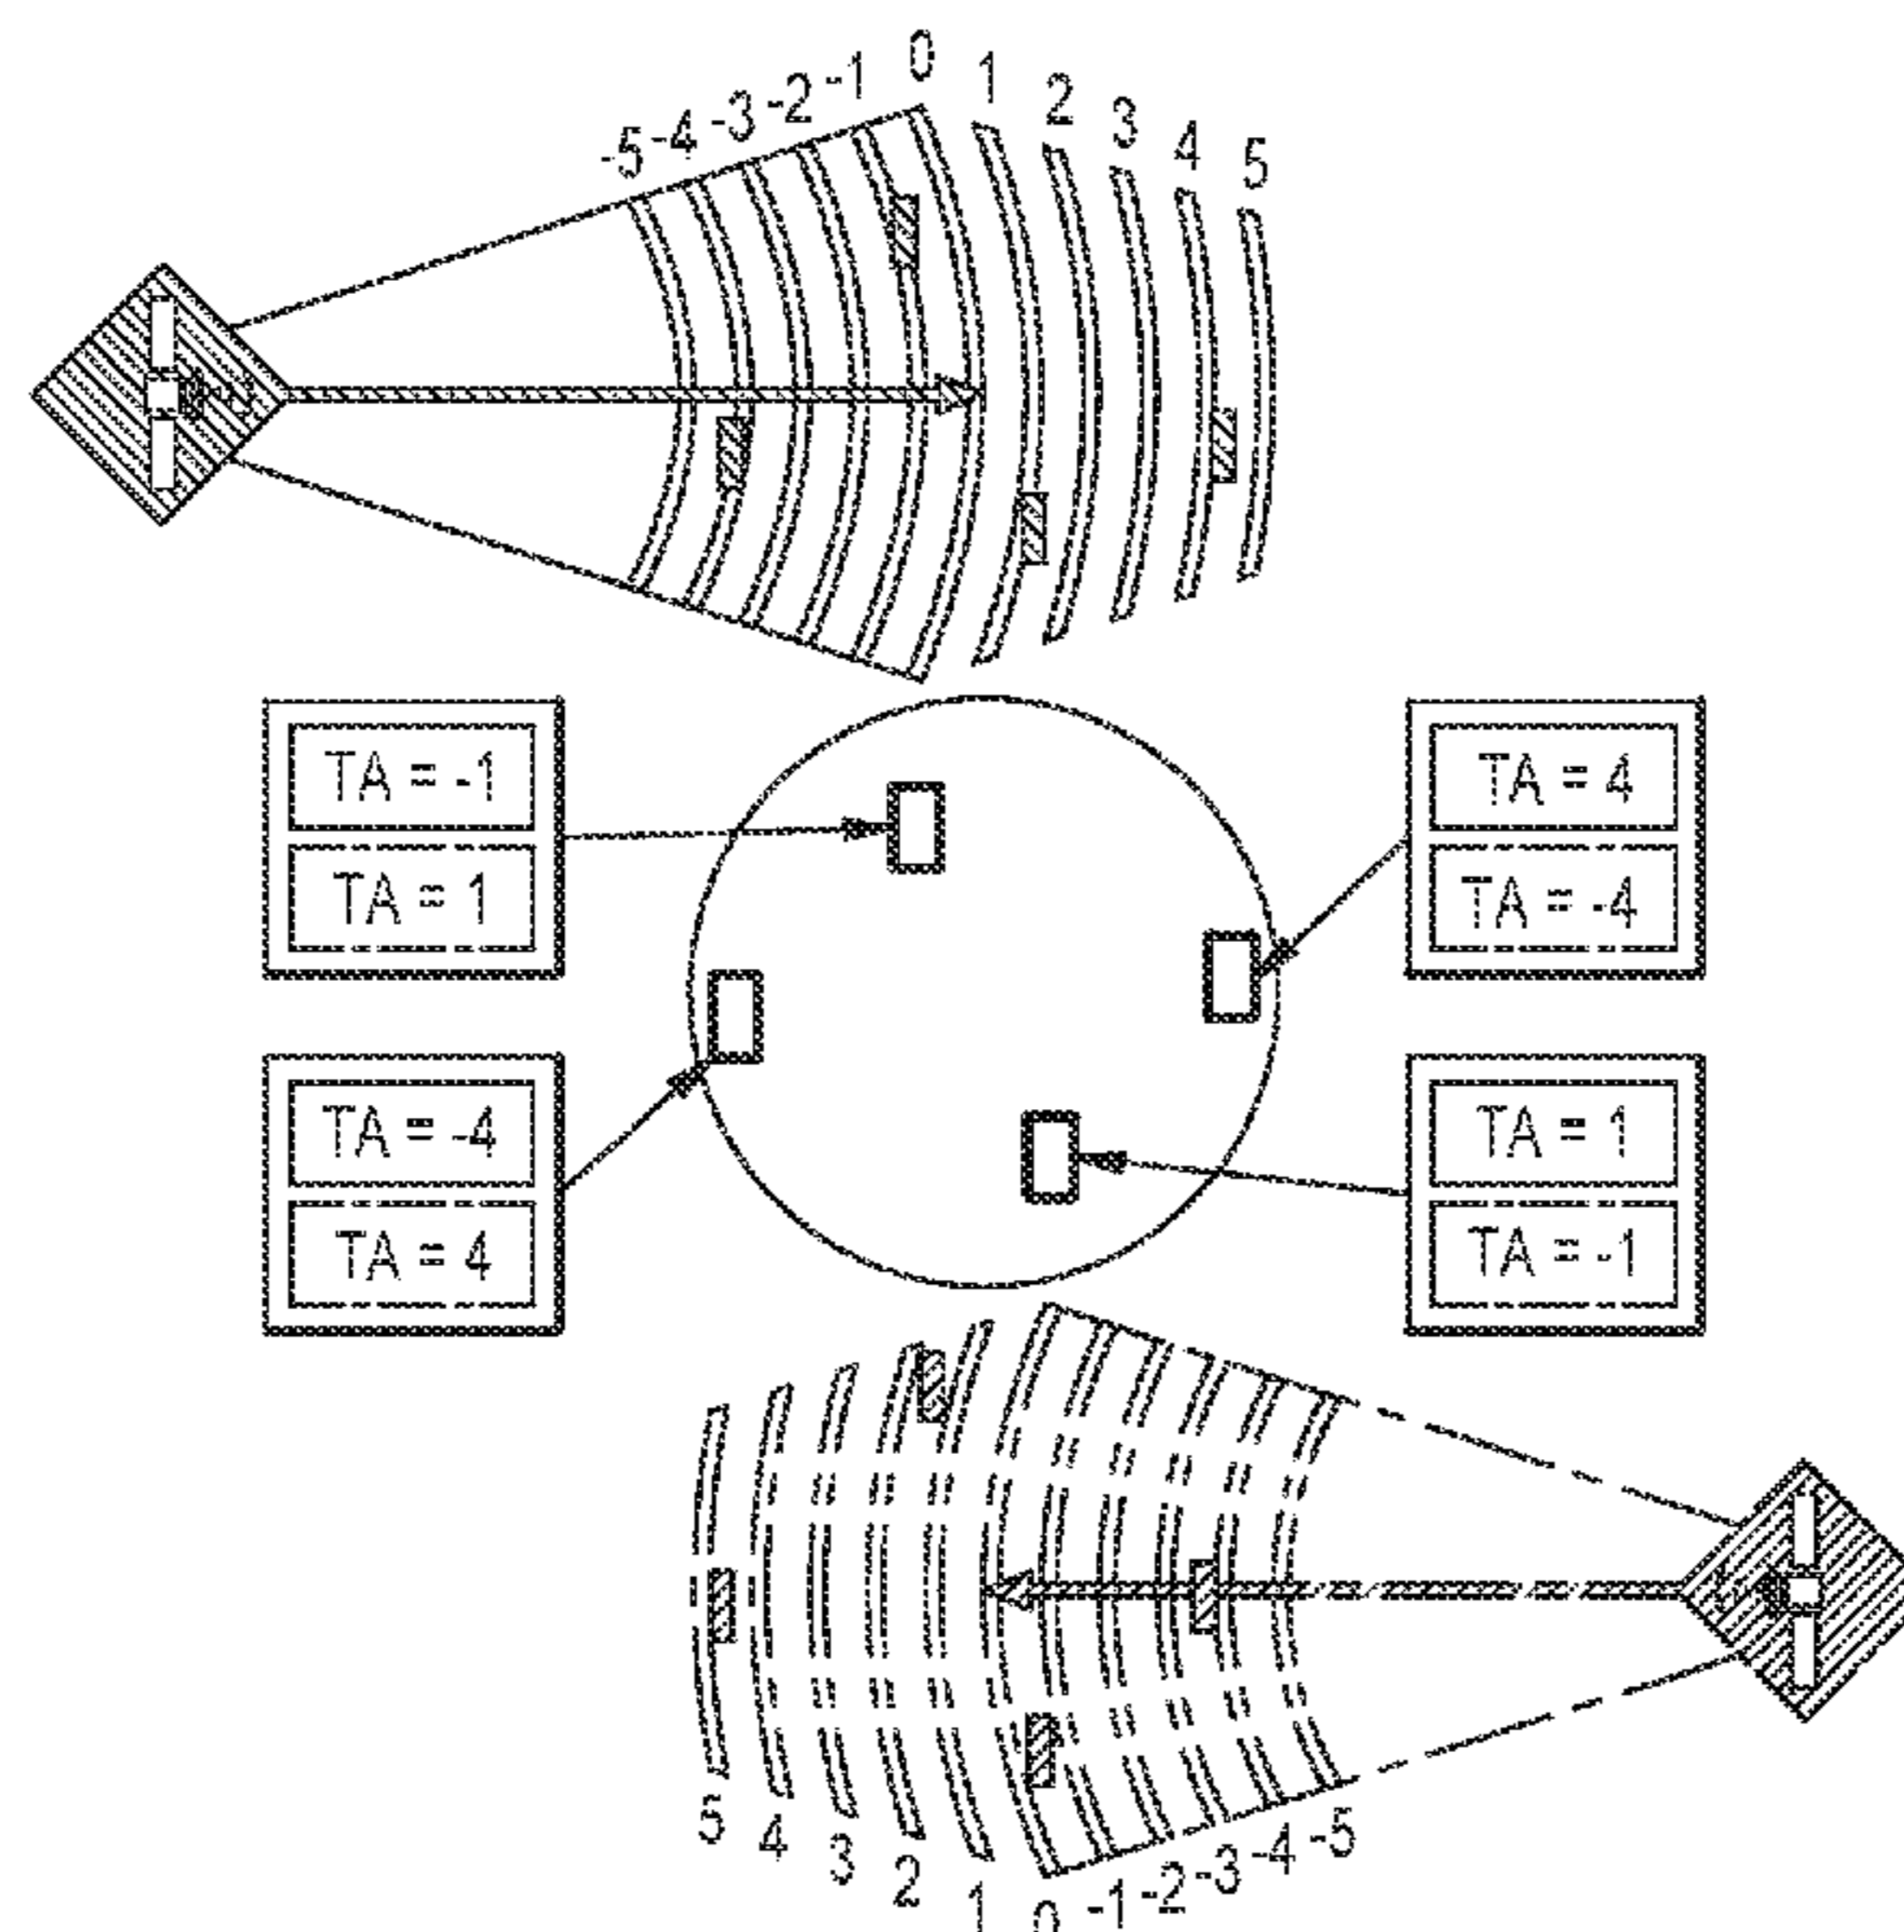 -5 -4 -3 -2 -1 0 1 2 3 4 5
TA = -1
TA = 1
TA = 4
TA = -4
TA = -4
TA = 4
TA = 1
TA = -1
5 4 3 2 1 0 -1 -2 -3 -4 -5